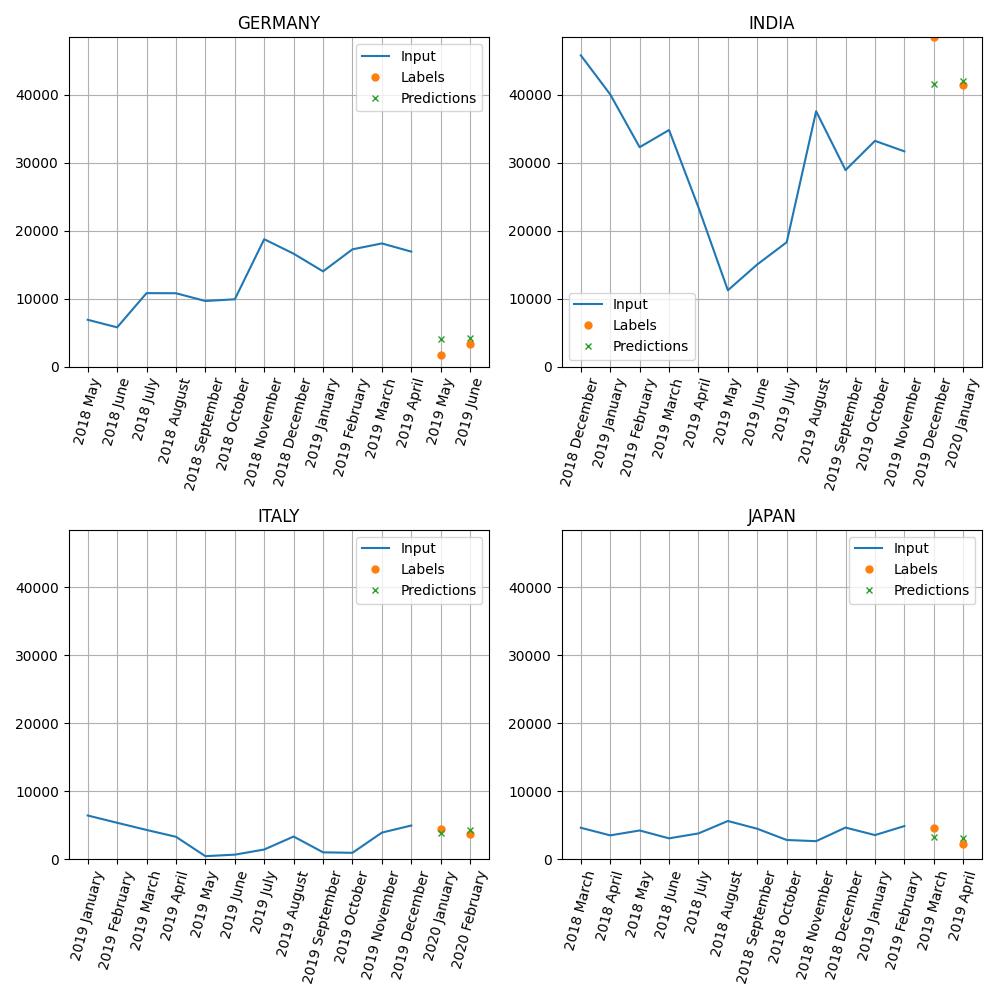 GERMANY
40000
30000
20000
10000
0
Input
Labels
Predictions
2018 May
2018 June
2018 July
2018 August
2018 September
2018 October
2018 November
2018 December
2019 January
2019 February
2019 March
2019 April
2019 May
2019 June
INDIA
40000
30000
20000
10000
0
Input
Labels
Predictions
2018 December
2019 January
2019 February
2019 March
2019 April
2019 May
2019 June
2019 July
2019 August
2019 September
2019 October
2019 November
2019 December
2020 January
ITALY
40000
30000
20000
10000
0
Input
Labels
Predictions
2019 January
2019 February
2019 March
2019 April
2019 May
2019 June
2019 July
2019 August
2019 September
2019 October
2019 November
2019 December
2020 January
2020 February
JAPAN
40000
30000
20000
10000
0
Input
Labels
Predictions
2018 March
2018 April
2018 May
2018 June
2018 July
2018 August
2018 September
2018 October
2018 November
2018 December
2019 January
2019 February
2019 March
2019 April